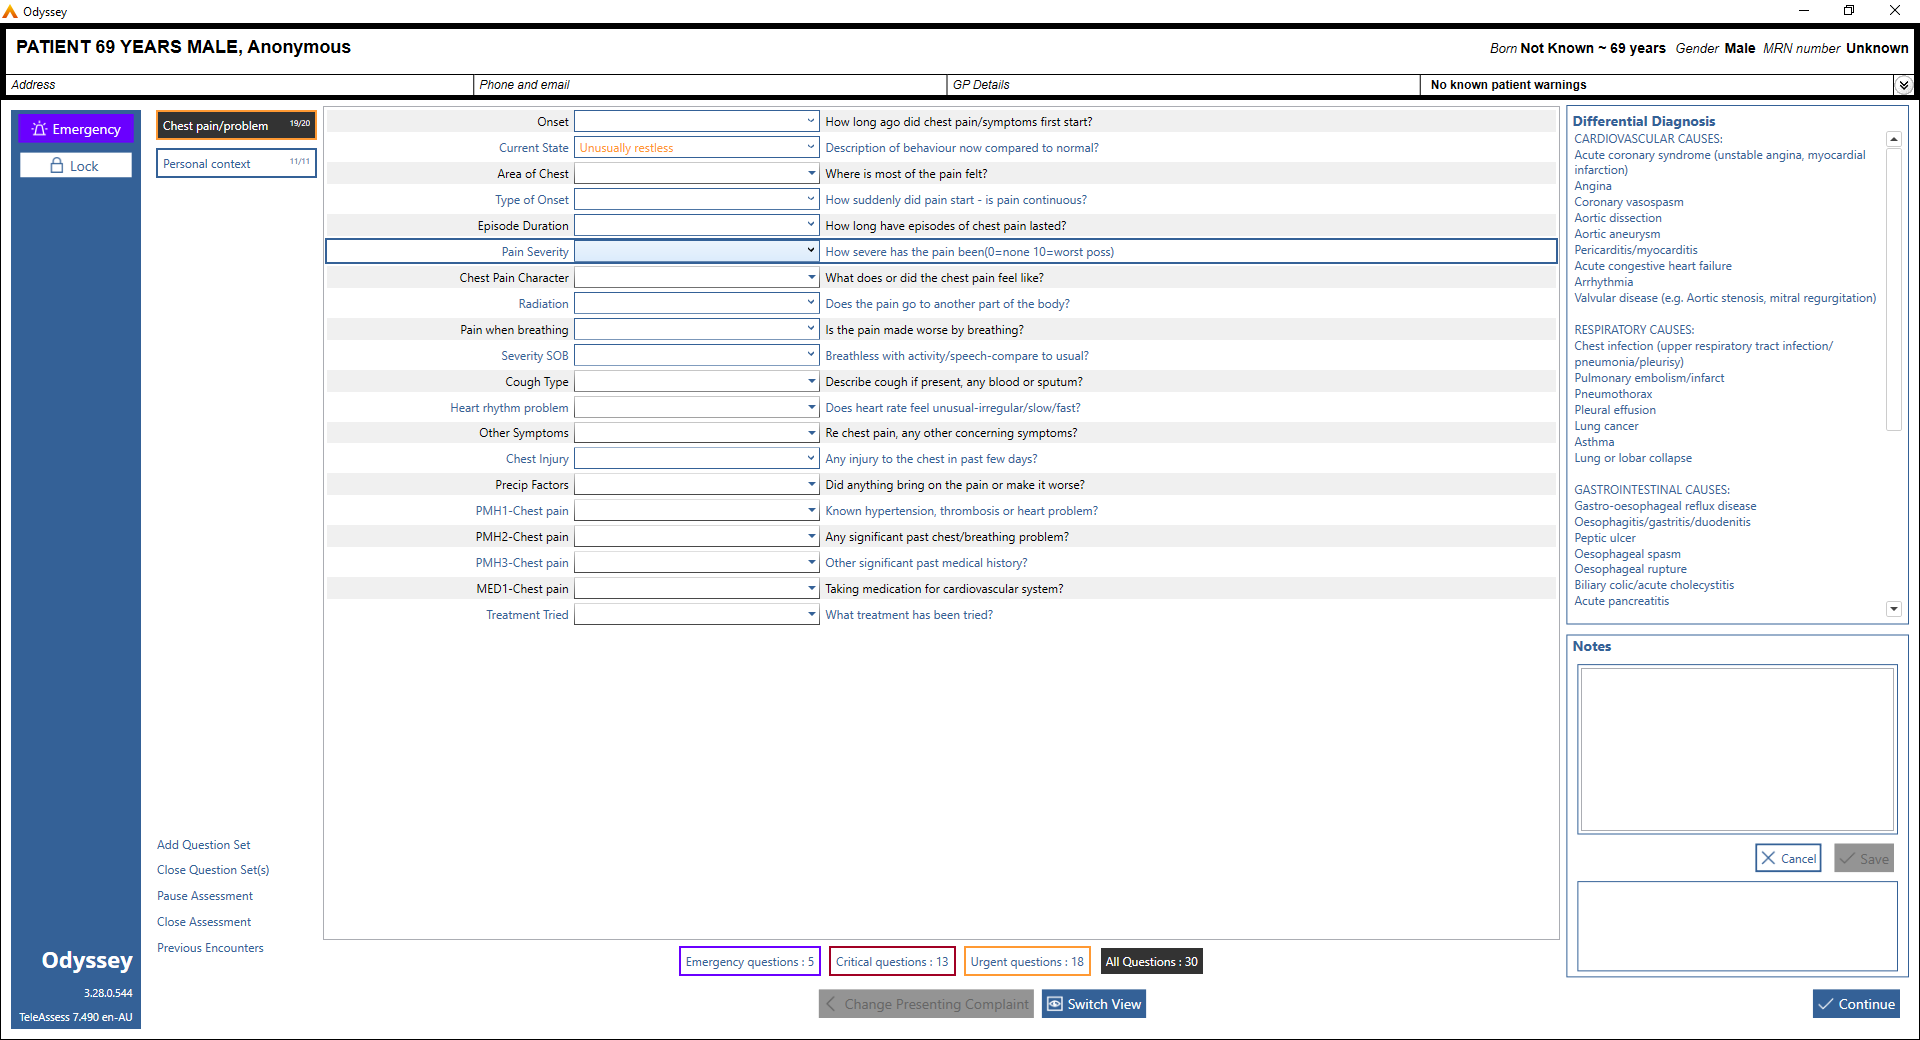 Odyssey
PATIENT 69 YEARS MALE, Anonymous
Born Not Known ~ 69 years Gender Male MRN number Unknown
Address
Phone and email
GP Details
No known patient warnings
Emergency
Lock
Chest pain/problem 19/20
Personal context 11/11
Onset How long ago did chest pain/symptoms first start?
Current State Unusually restless Description of behaviour now compared to normal?
Area of Chest Where is most of the pain felt?
Type of Onset How suddenly did pain start - is pain continuous?
Episode Duration How long have episodes of chest pain lasted?
Pain Severity How severe has the pain been(0=none 10=worst poss)
Chest Pain Character What does or did the chest pain feel like?
Radiation Does the pain go to another part of the body?
Pain when breathing Is the pain made worse by breathing?
Severity SOB Breathless with activity/speech-compare to usual?
Cough Type Describe cough if present, any blood or sputum?
Heart rhythm problem Does heart rate feel unusual-irregular/slow/fast?
Other Symptoms Re chest pain, any other concerning symptoms?
Chest Injury Any injury to the chest in past few days?
Precip Factors Did anything bring on the pain or make it worse?
PMH1-Chest pain Known hypertension, thrombosis or heart problem?
PMH2-Chest pain Any significant past chest/breathing problem?
PMH3-Chest pain Other significant past medical history?
MED1-Chest pain Taking medication for cardiovascular system?
Treatment Tried What treatment has been tried?
Differential Diagnosis
CARDIOVASCULAR CAUSES:
Acute coronary syndrome (unstable angina, myocardial
infarction)
Angina
Coronary vasospasm
Aortic dissection
Aortic aneurysm
Pericarditis/myocarditis
Acute congestive heart failure
Arrhythmia
Valvular disease (e.g. Aortic stenosis, mitral regurgitation)
RESPIRATORY CAUSES:
Chest infection (upper respiratory tract infection/
pneumonia/pleurisy)
Pulmonary embolism/infarct
Pneumothorax
Pleural effusion
Lung cancer
Asthma
Lung or lobar collapse
GASTROINTESTINAL CAUSES:
Gastro-oesophageal reflux disease
Oesophagitis/gastritis/duodenitis
Peptic ulcer
Oesophageal spasm
Oesophageal rupture
Biliary colic/acute cholecystitis
Acute pancreatitis
Notes
Cancel
Save
Add Question Set
Close Question Set(s)
Pause Assessment
Close Assessment
Previous Encounters
Odyssey
3.28.0.544
TeleAssess 7.490 en-AU
Emergency questions : 5
Critical questions : 13
Urgent questions : 18
All Questions : 30
Change Presenting Complaint
Switch View
Continue